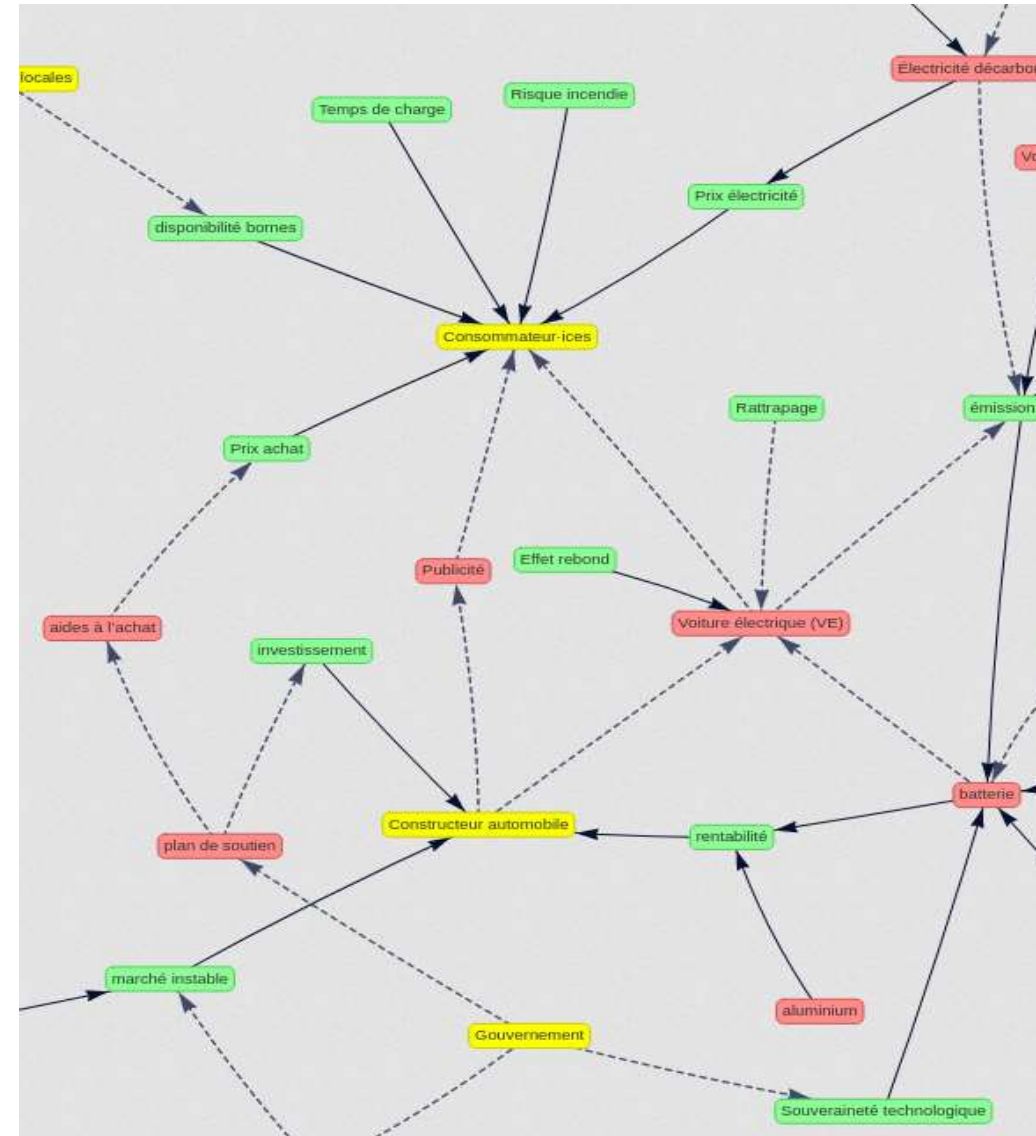 Électricité décarbo
locales
Risque incendie
Temps de charge
Prix électricité
disponibilité bornes
Consommateur·ices
Rattrapage
émission
Prix achat
Effet rebond
Publicité
Voiture électrique (VE)
aides à l'achat
investissement
batterie
Constructeur automobile
rentabilité
plan de soutien
marché instable
aluminium
Gouvernement
Souveraineté technologique